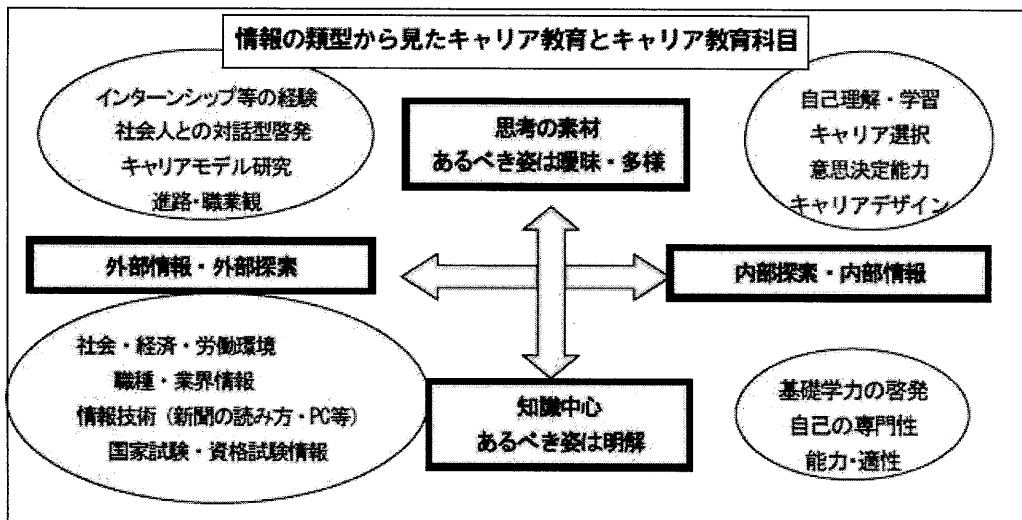 情報の類型から見たキャリア教育とキャリア教育科目
インターンシップ等の経験
社会人との対話型啓発
キャリアモデル研究
進路・職業観
思考の素材
あるべき姿は曖昧・多様
自己理解・学習
キャリア選択
意思決定能力
キャリアデザイン
外部情報・外部探索
内部探索・内部情報
社会・経済・労働環境
職種・業界情報
情報技術（新聞の読み方・PC等）
国家試験・資格試験情報
知識中心
あるべき姿は明解
基礎学力の啓発
自己の専門性
能力・適性